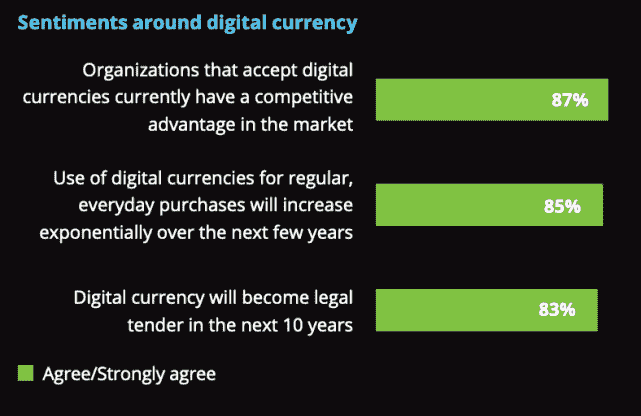 Sentiments around digital currency
Organizations that accept digital
currencies currently have a competitive
advantage in the market
87%
Use of digital currencies for regular,
everyday purchases will increase
exponentially over the next few years
85%
Digital currency will become legal
tender in the next 10 years
83%
Agree/Strongly agree